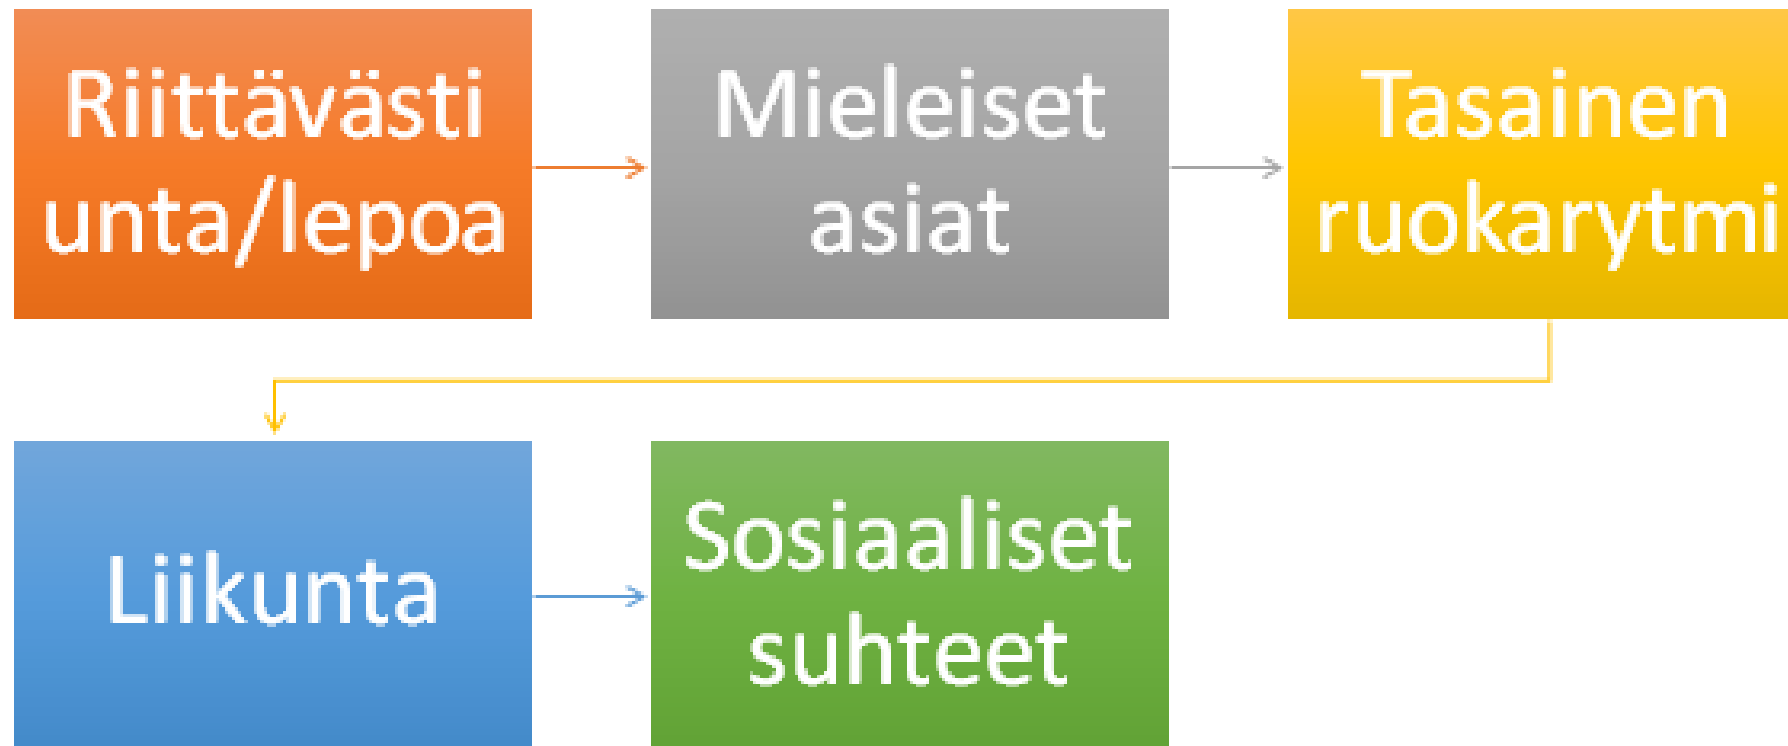 Riittävästi
unta/lepoa
Mieleiset
asiat
Tasainen
ruokarytmi
Liikunta
Sosiaaliset
suhteet